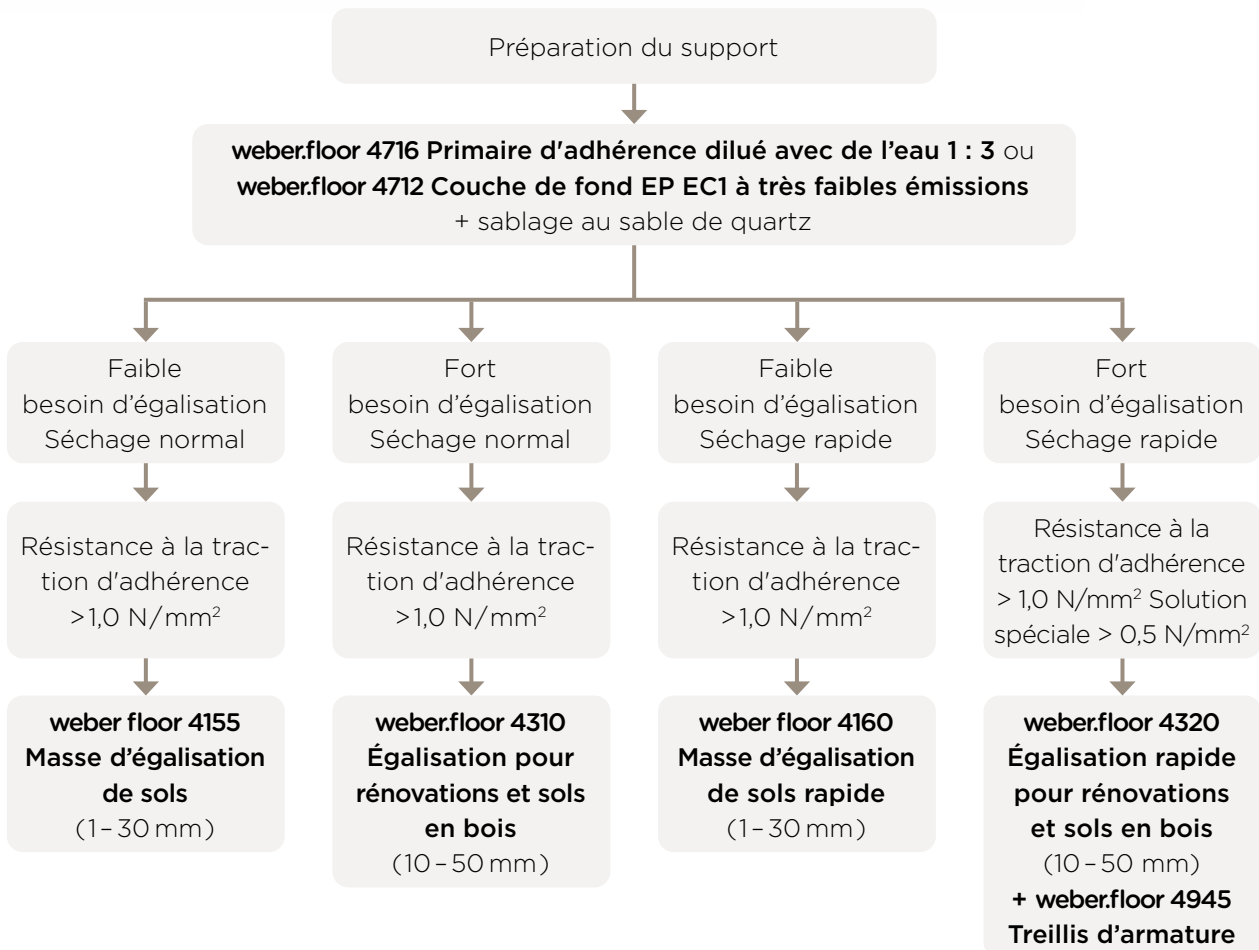 Préparation du support
weber.floor 4716 Primaire d'adhérence dilué avec de l’eau 1 : 3 ou
weber.floor 4712 Couche de fond EP EC1 à très faibles émissions
+ sablage au sable de quartz
Faible
besoin d’égalisation
Séchage normal
Fort
besoin d’égalisation
Séchage normal
Faible
besoin d’égalisation
Séchage rapide
Fort
besoin d’égalisation
Séchage rapide
Résistance à la trac-
tion d'adhérence
>1,0 N/mm²
Résistance à la trac-
tion d'adhérence
>1,0 N/mm²
Résistance à la trac-
tion d'adhérence
>1,0 N/mm²
Résistance à la
traction d'adhérence
> 1,0 N/mm² Solution
spéciale > 0,5 N/mm²
weber floor 4155
Masse d’égalisation
de sols
(1–30 mm)
weber.floor 4310
Égalisation pour
rénovations et sols
en bois
(10–50 mm)
weber floor 4160
Masse d’égalisation
de sols rapide
(1–30 mm)
weber.floor 4320
Égalisation rapide
pour rénovations
et sols en bois
(10–50 mm)
+ weber.floor 4945
Treillis d’armature